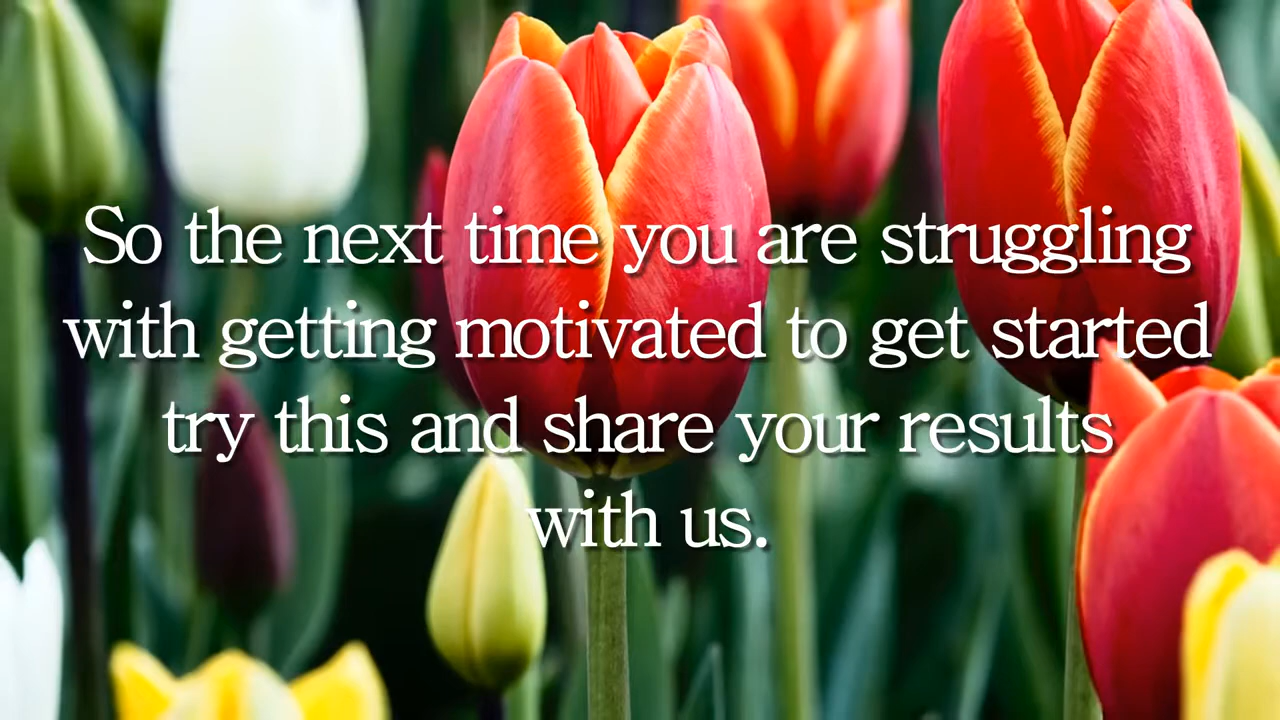 So the next time you are struggling
with getting motivated to get started
try this and share your results
with us.